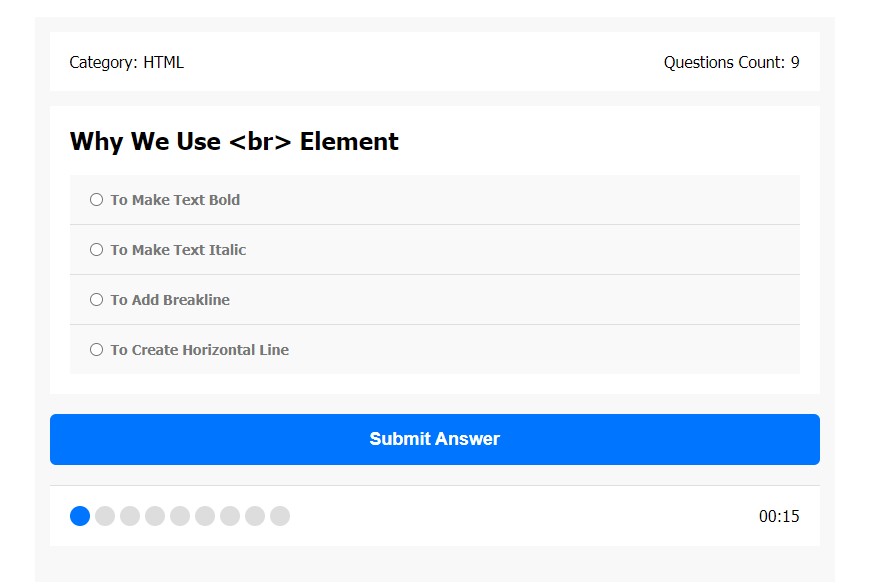 Category: HTML
Questions Count: 9
Why We Use <br> Element
To Make Text Bold
To Make Text Italic
To Add Breakline
To Create Horizontal Line
Submit Answer
00:15